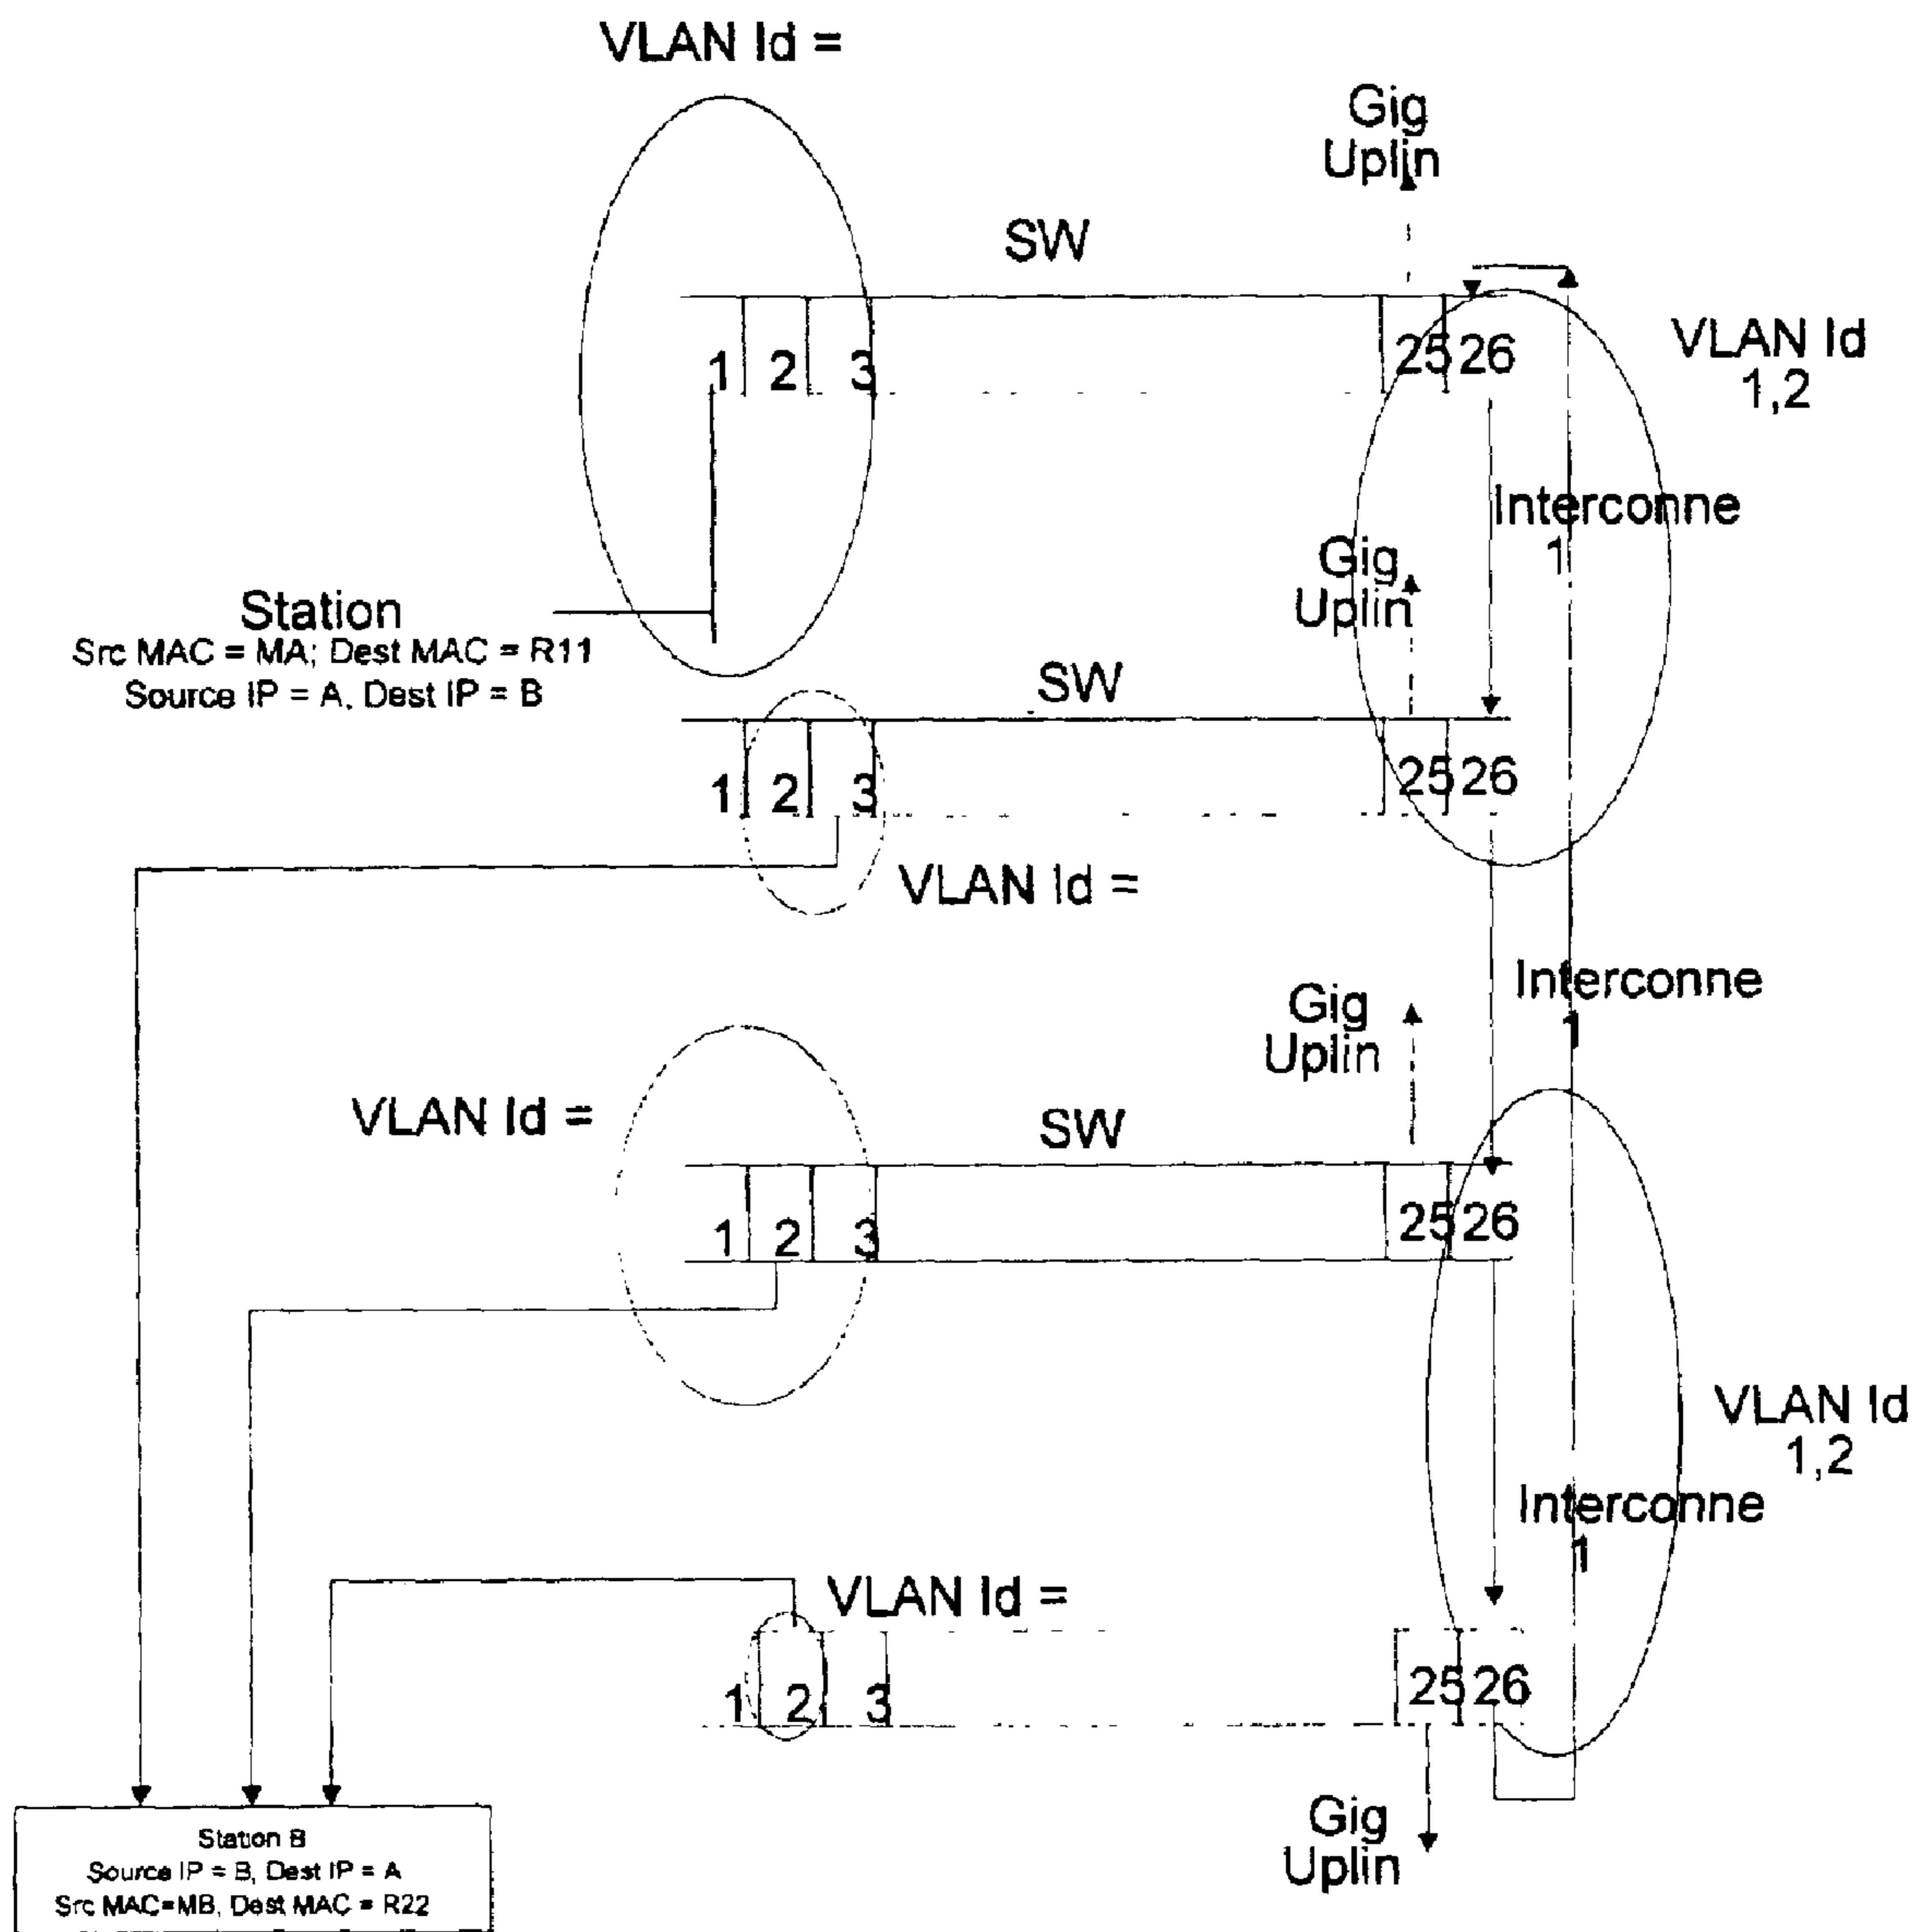 VLAN Id =
Gig
Uplin
SW
1 2 3 25 26
VLAN Id
1,2
Interconne
1
Gig
Uplin
Station
Src MAC = MA; Dest MAC = R11
Source IP = A, Dest IP = B
SW
1 2 3 25 26
VLAN Id =
Interconne
1
Gig
Uplin
VLAN Id =
SW
1 2 3 25 26
VLAN Id
1,2
Interconne
1
VLAN Id =
1 2 3 25 26
Gig
Uplin
Station B
Source IP = B, Dest IP = A
Src MAC=MB, Dest MAC = R22